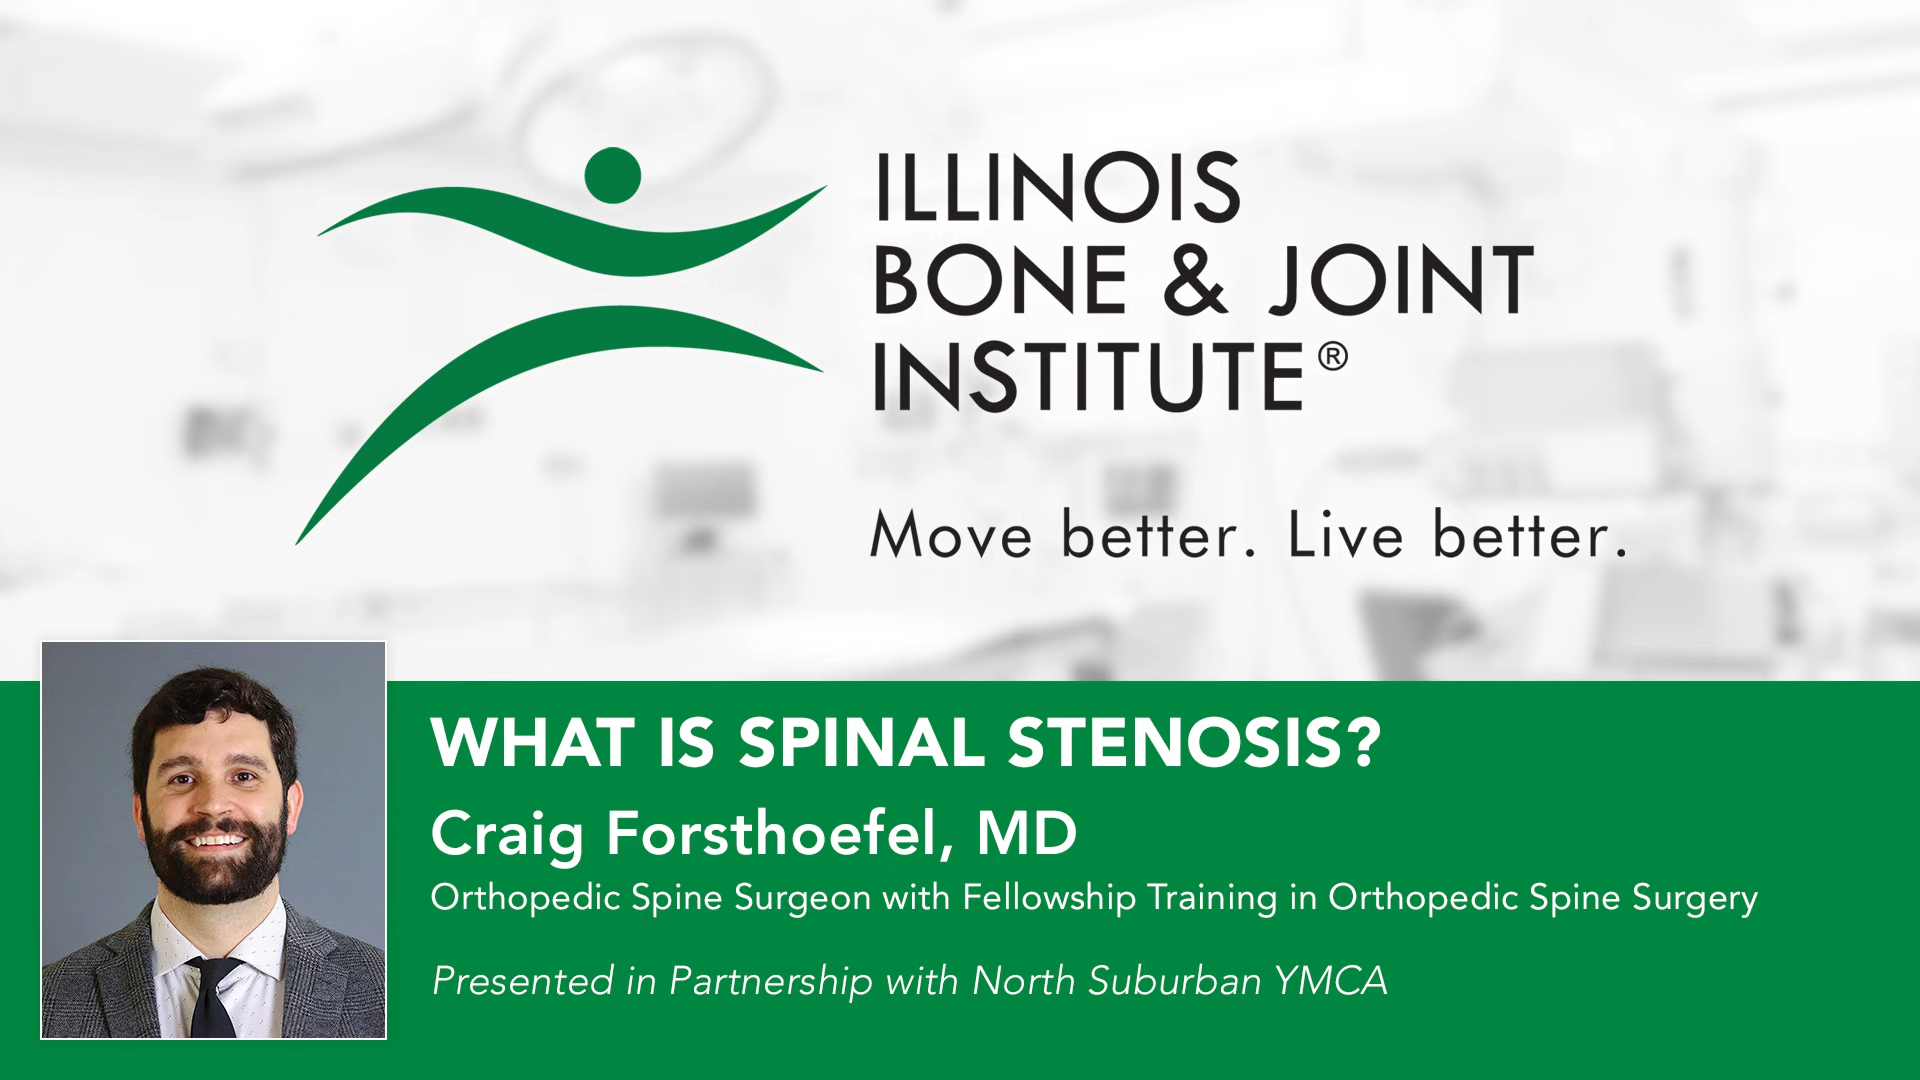 ILLINOIS
BONE & JOINT
INSTITUTE®
Move better. Live better.
WHAT IS SPINAL STENOSIS?
Craig Forsthoefel, MD
Orthopedic Spine Surgeon with Fellowship Training in Orthopedic Spine Surgery
Presented in Partnership with North Suburban YMCA